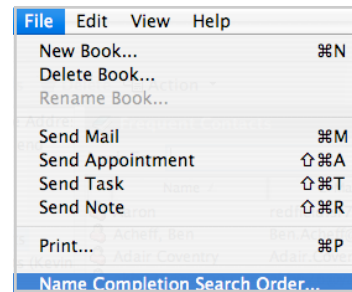 File Edit View Help
New Book... ⌘N
Delete Book...
Rename Book...
Send Mail ⌘M
Send Appointment ⇧⌘A
Send Task ⇧⌘T
Send Note ⇧⌘R
Print... ⌘P
Name Completion Search Order...